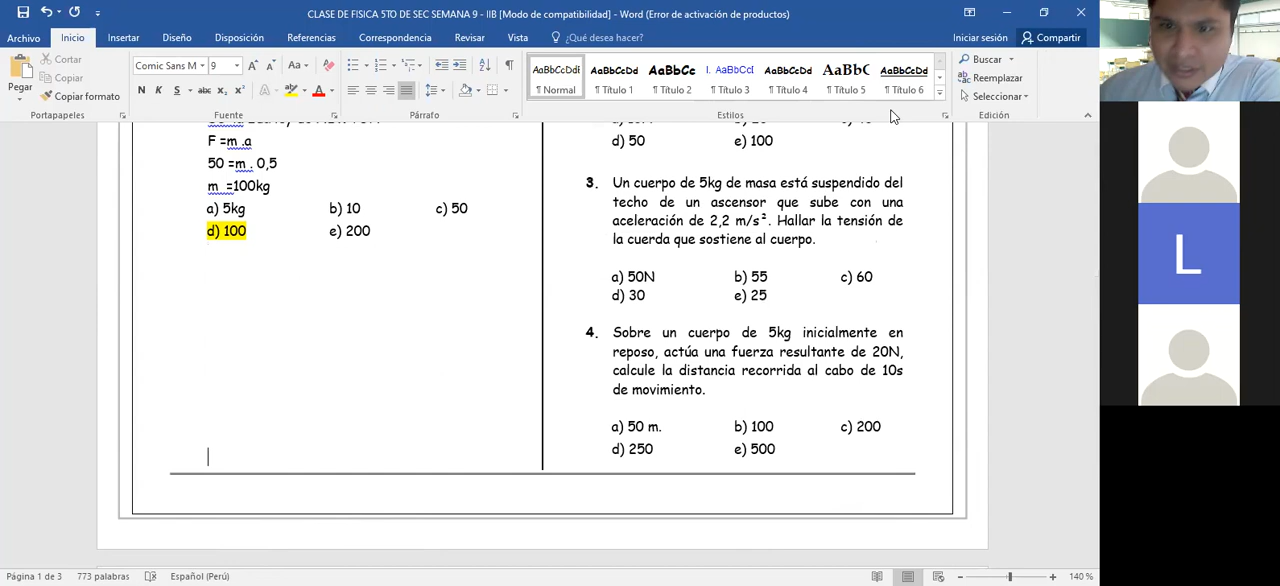 CLASE DE FISICA 5TO DE SEC SEMANA 9 - IIB [Modo de compatibilidad] - Word (Error de activación de productos)
Archivo Inicio Insertar Diseño Disposición Referencias Correspondencia Revisar Vista ¿Qué desea hacer? Iniciar sesión Compartir
Pegar
Cortar
Copiar
Copiar formato
Portapapeles
Comic Sans M 9
N K S abc x₂ x²
Fuente
Párrafo
AaBbCcDdE AaBbCcDd AaBbCc I. AaBbCcI AaBbCcDd AaBbC AaBbCcDd
¶ Normal ¶ Título 1 ¶ Título 2 ¶ Título 3 ¶ Título 4 ¶ Título 5 ¶ Título 6
Estilos
Buscar
Reemplazar
Seleccionar
Edición
F =m .a
50 =m . 0,5
m =100kg
a) 5kg b) 10 c) 50
d) 100 e) 200
d) 50 e) 100
3. Un cuerpo de 5kg de masa está suspendido del
techo de un ascensor que sube con una
aceleración de 2,2 m/s². Hallar la tensión de
la cuerda que sostiene al cuerpo.
a) 50N b) 55 c) 60
d) 30 e) 25
4. Sobre un cuerpo de 5kg inicialmente en
reposo, actúa una fuerza resultante de 20N,
calcule la distancia recorrida al cabo de 10s
de movimiento.
a) 50 m. b) 100 c) 200
d) 250 e) 500
L
Página 1 de 3 773 palabras Español (Perú) 140 %